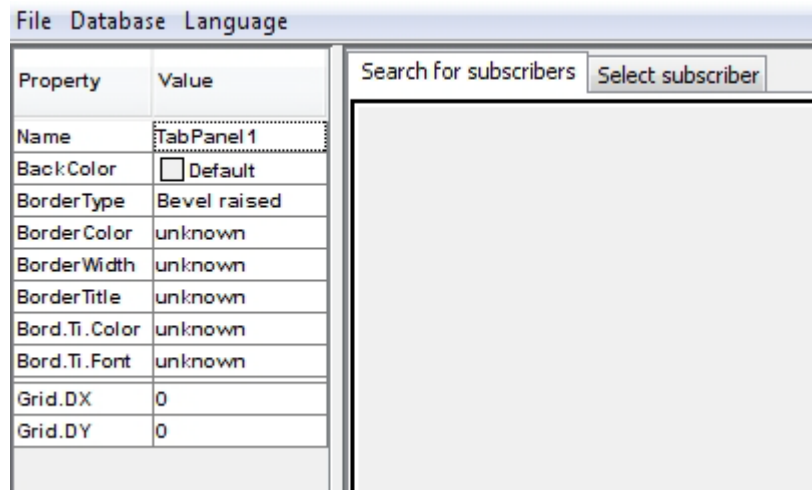 File Database Language
Property Value
Search for subscribers Select subscriber
Name TabPanel1
BackColor Default
BorderType Bevel raised
BorderColor unknown
BorderWidth unknown
BorderTitle unknown
Bord.Ti.Color unknown
Bord.Ti.Font unknown
Grid.DX 0
Grid.DY 0